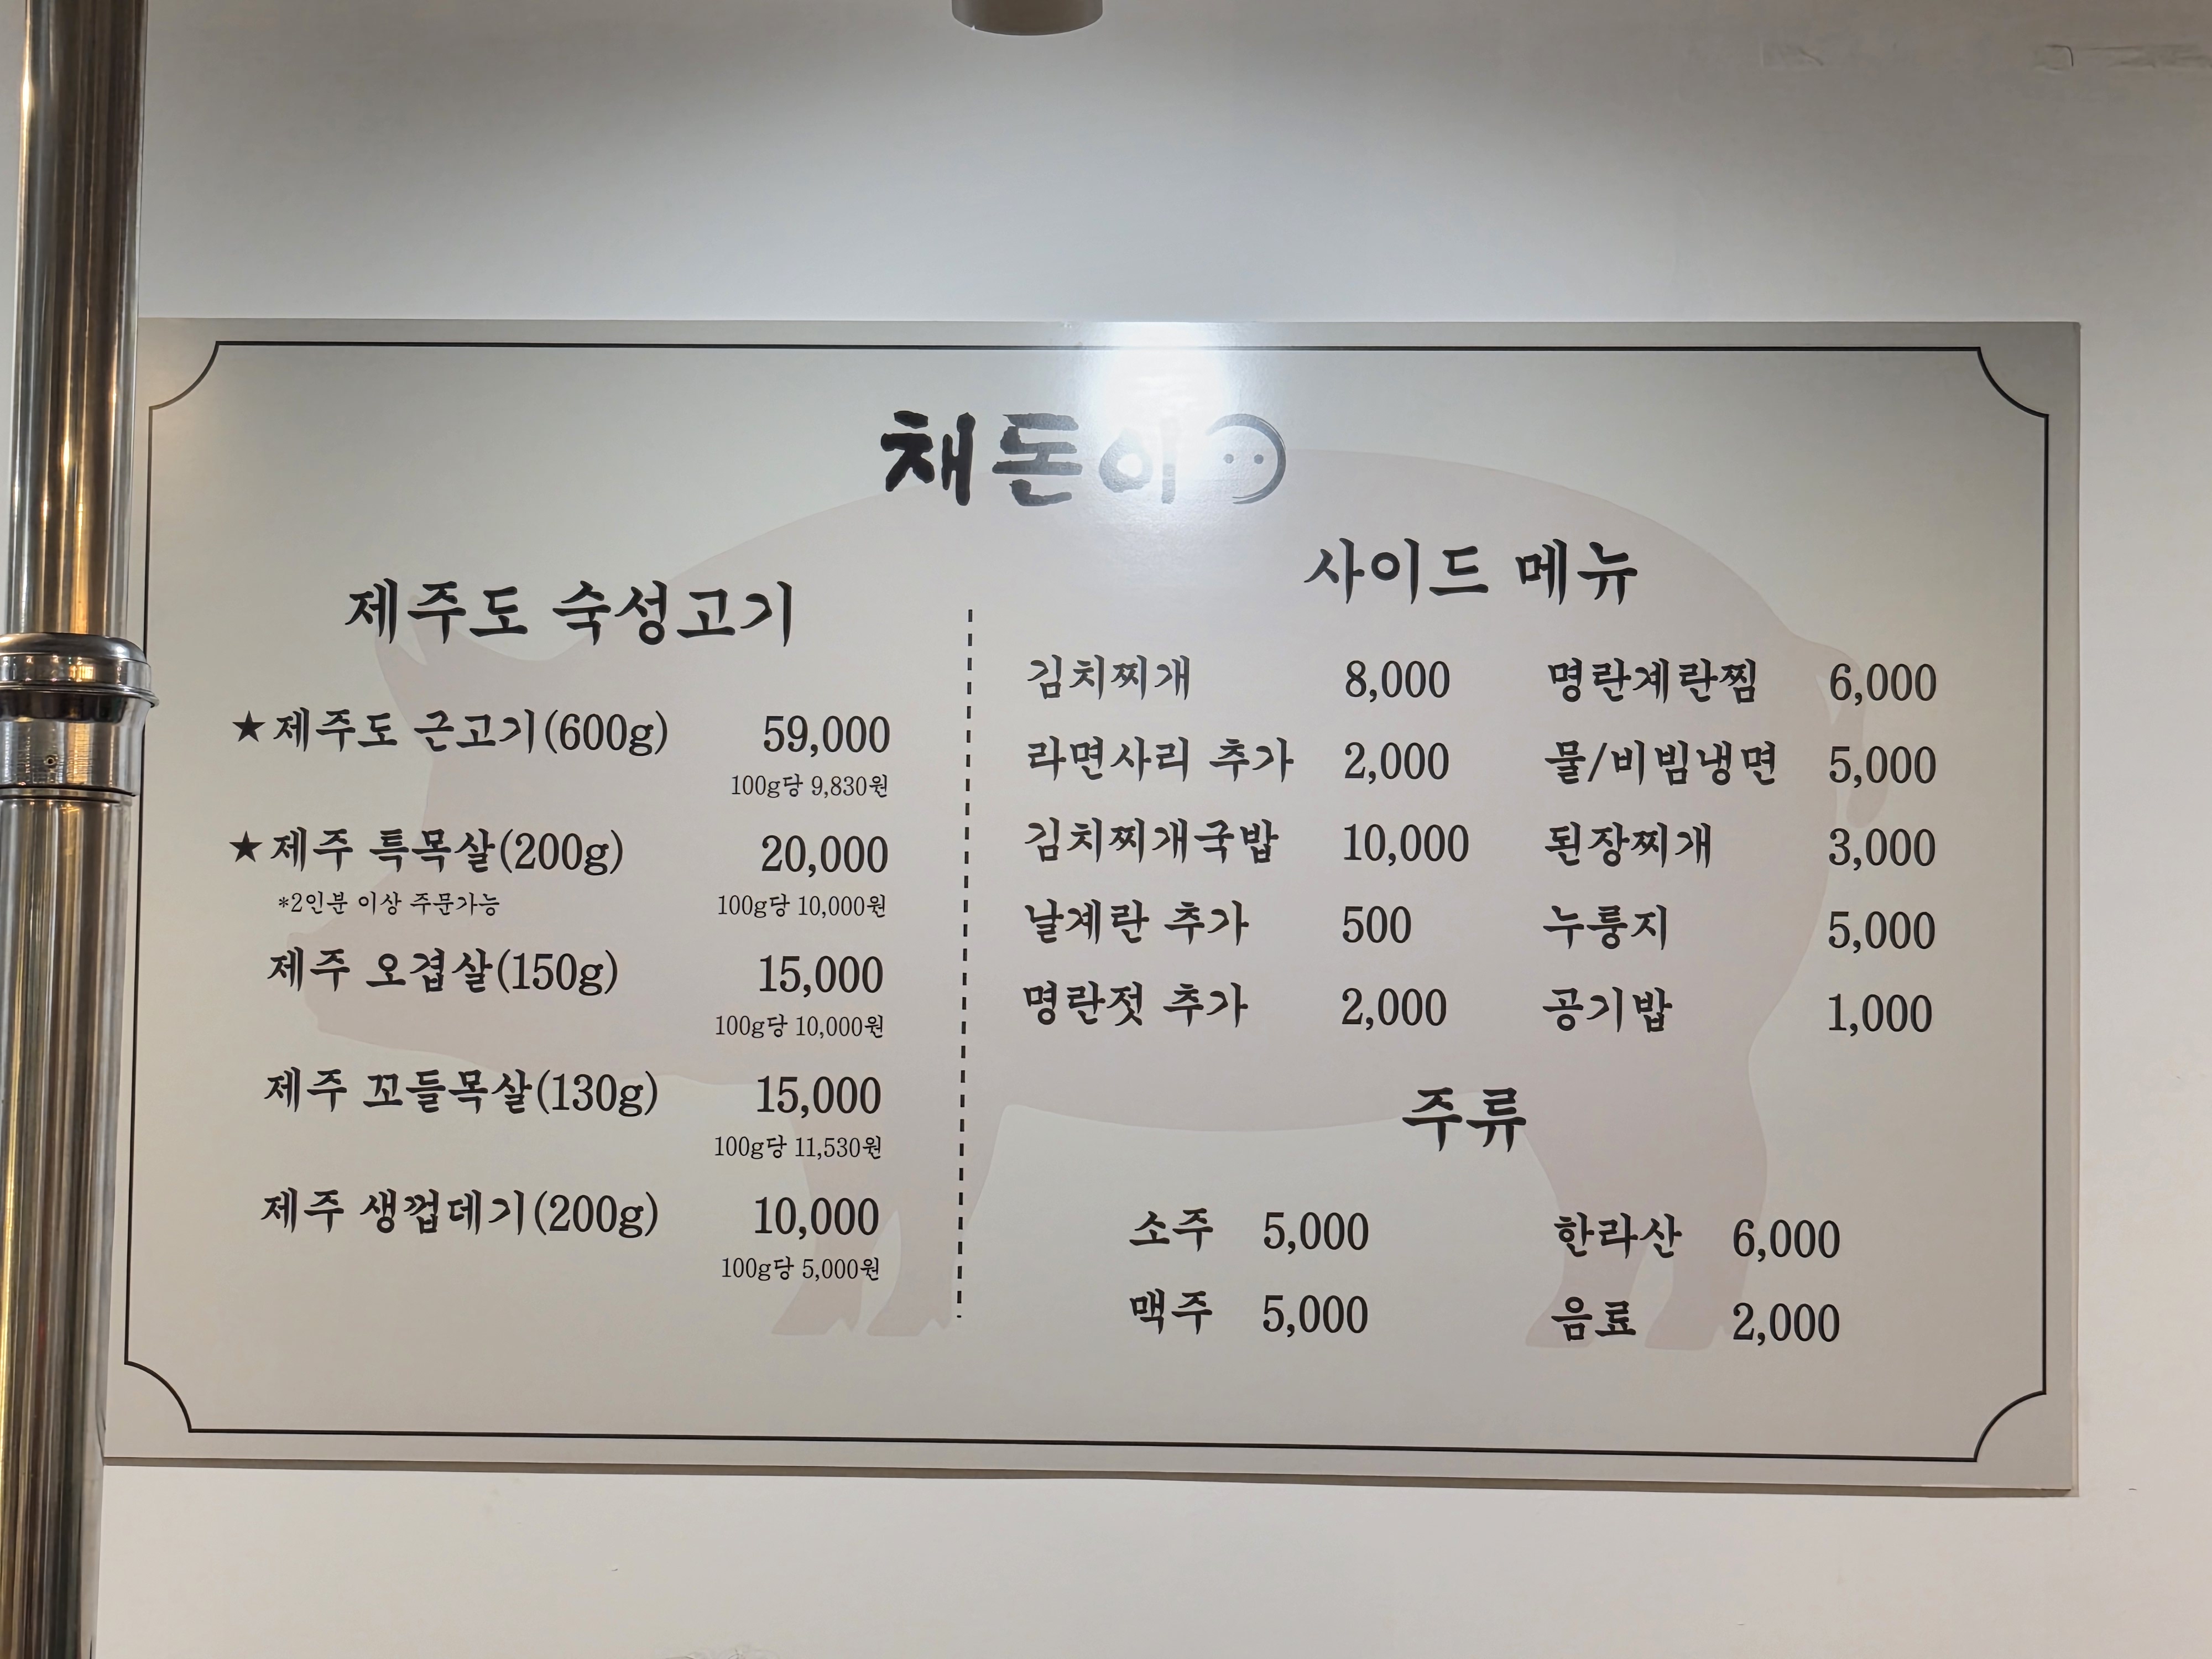 채돈이
제주도 숙성고기
★제주도 근고기(600g) 59,000
100g당 9,830원
★제주 특목살(200g) 20,000
*2인분 이상 주문가능 100g당 10,000원
제주 오겹살(150g) 15,000
100g당 10,000원
제주 꼬들목살(130g) 15,000
100g당 11,530원
제주 생껍데기(200g) 10,000
100g당 5,000원
사이드 메뉴
김치찌개 8,000 명란계란찜 6,000
라면사리 추가 2,000 물/비빔냉면 5,000
김치찌개국밥 10,000 된장찌개 3,000
날계란 추가 500 누룽지 5,000
명란젓 추가 2,000 공기밥 1,000
주류
소주 5,000 한라산 6,000
맥주 5,000 음료 2,000